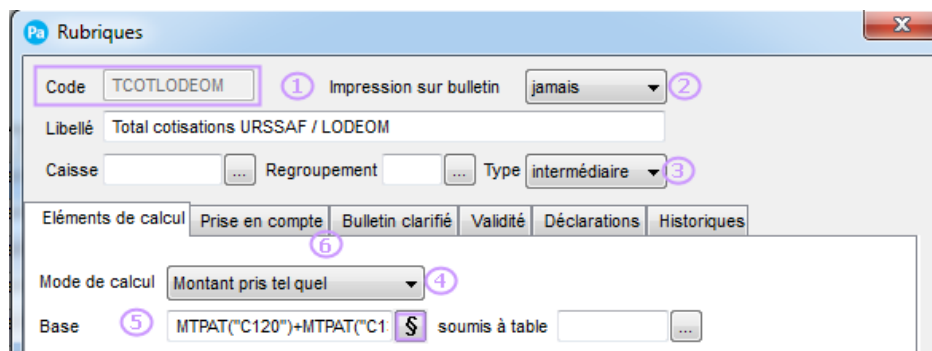 Pa Rubriques X
Code TCOTLODEOM ① Impression sur bulletin jamais ②
Libellé Total cotisations URSSAF / LODEOM
Caisse ... Regroupement ... Type intermédiaire ③
Eléments de calcul Prise en compte Bulletin clarifié Validité Déclarations Historiques
⑥
Mode de calcul Montant pris tel quel ④
Base ⑤ MTPAT("C120")+MTPAT("C1 § soumis à table ...